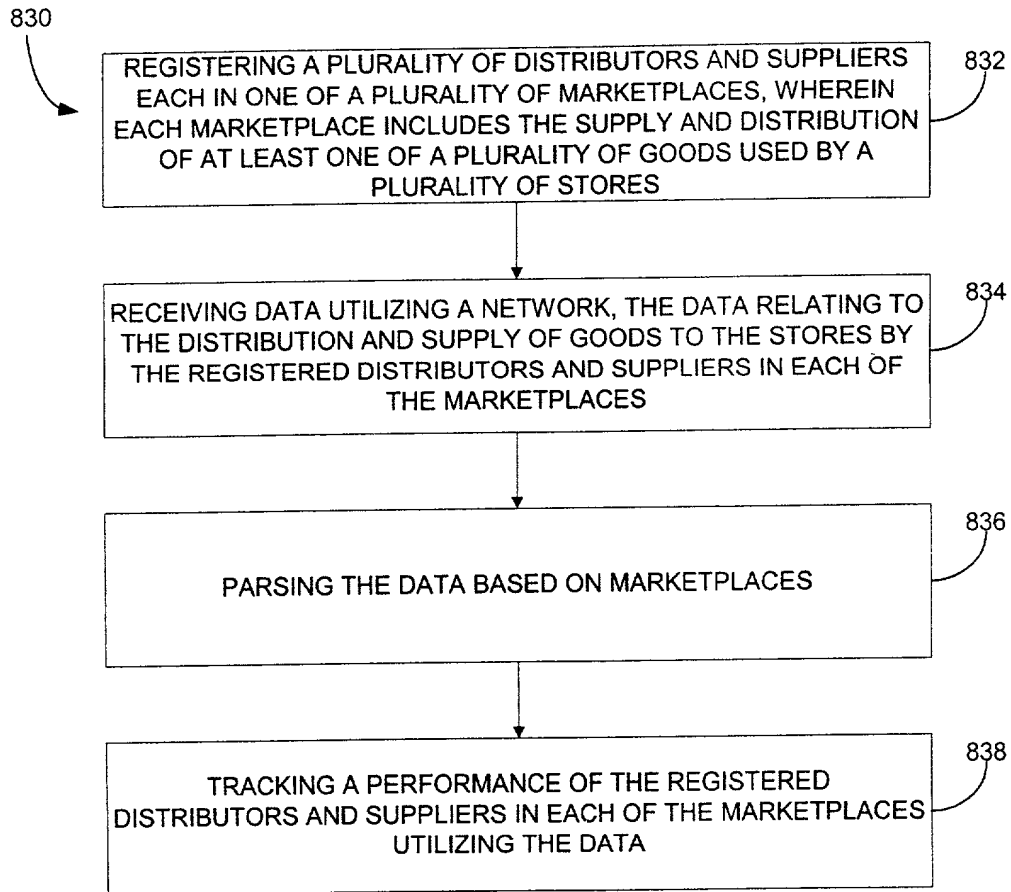 830
REGISTERING A PLURALITY OF DISTRIBUTORS AND SUPPLIERS
EACH IN ONE OF A PLURALITY OF MARKETPLACES, WHEREIN
EACH MARKETPLACE INCLUDES THE SUPPLY AND DISTRIBUTION
OF AT LEAST ONE OF A PLURALITY OF GOODS USED BY A
PLURALITY OF STORES
832
RECEIVING DATA UTILIZING A NETWORK, THE DATA RELATING TO
THE DISTRIBUTION AND SUPPLY OF GOODS TO THE STORES BY
THE REGISTERED DISTRIBUTORS AND SUPPLIERS IN EACH OF
THE MARKETPLACES
834
PARSING THE DATA BASED ON MARKETPLACES
836
TRACKING A PERFORMANCE OF THE REGISTERED
DISTRIBUTORS AND SUPPLIERS IN EACH OF THE MARKETPLACES
UTILIZING THE DATA
838